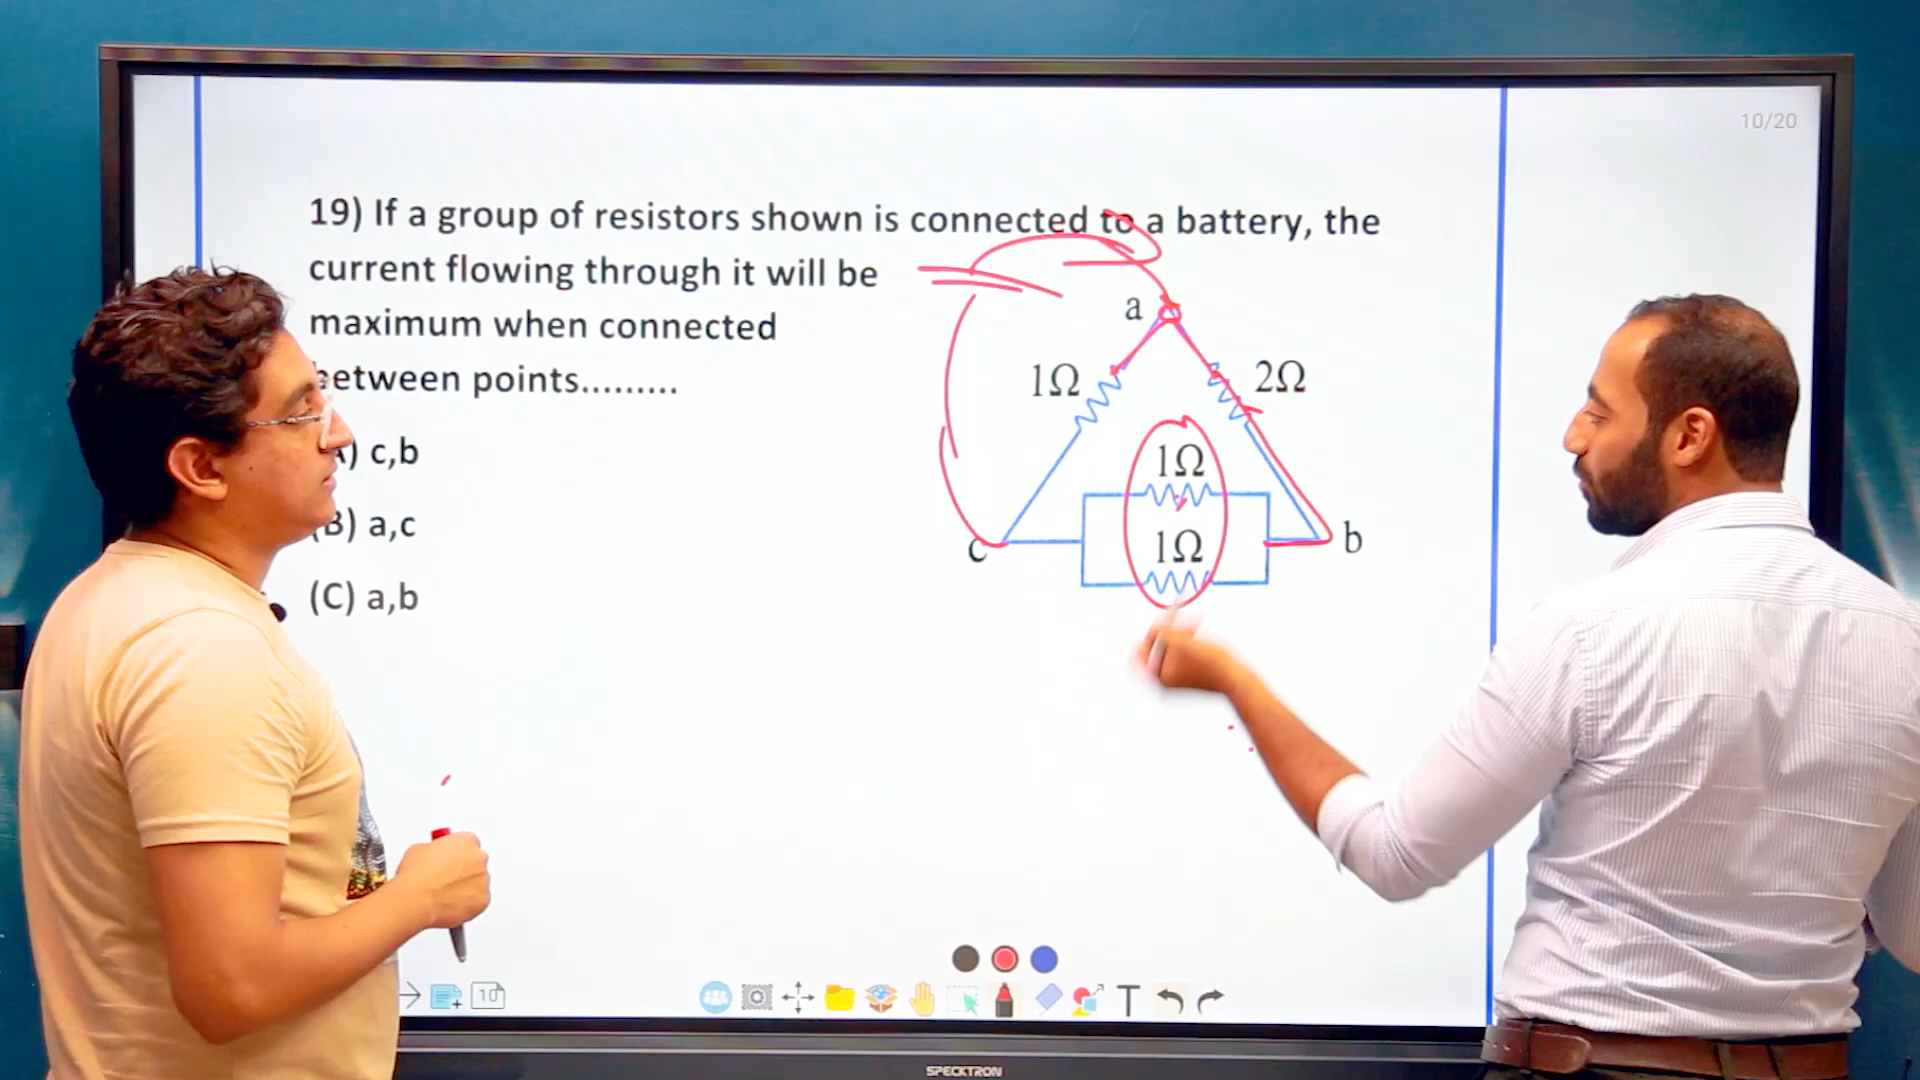 10/20
19) If a group of resistors shown is connected to a battery, the
current flowing through it will be
maximum when connected
between points.........
A) c,b
(B) a,c
(C) a,b
a
1Ω
2Ω
1Ω
1Ω
c
b
10
T
SPECKTRON